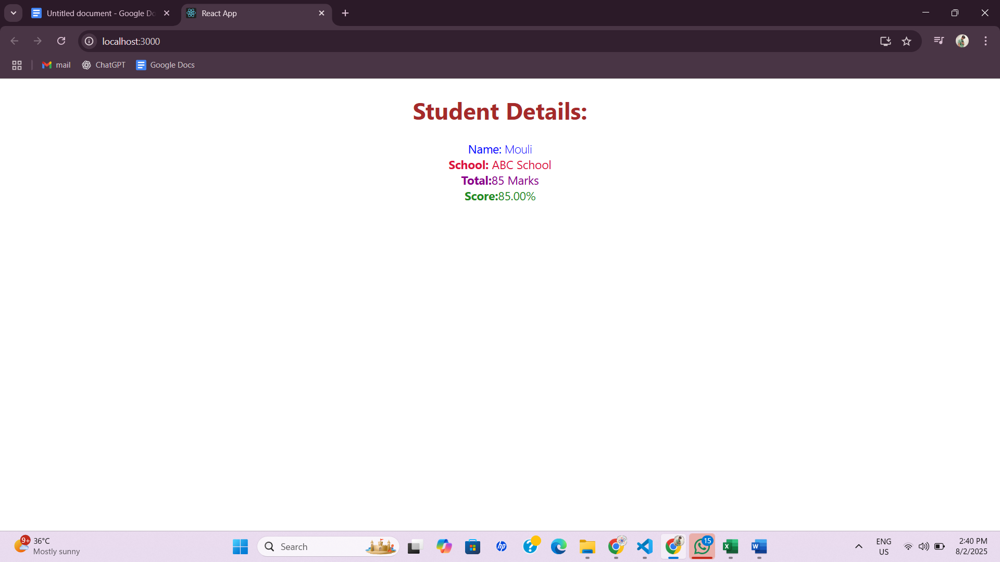 Untitled document - Google Do
React App
localhost:3000
mail
ChatGPT
Google Docs
Student Details:
Name: Mouli
School: ABC School
Total:85 Marks
Score:85.00%
9+
36°C
Mostly sunny
Search
hp
15
ENG
US
2:40 PM
8/2/2025